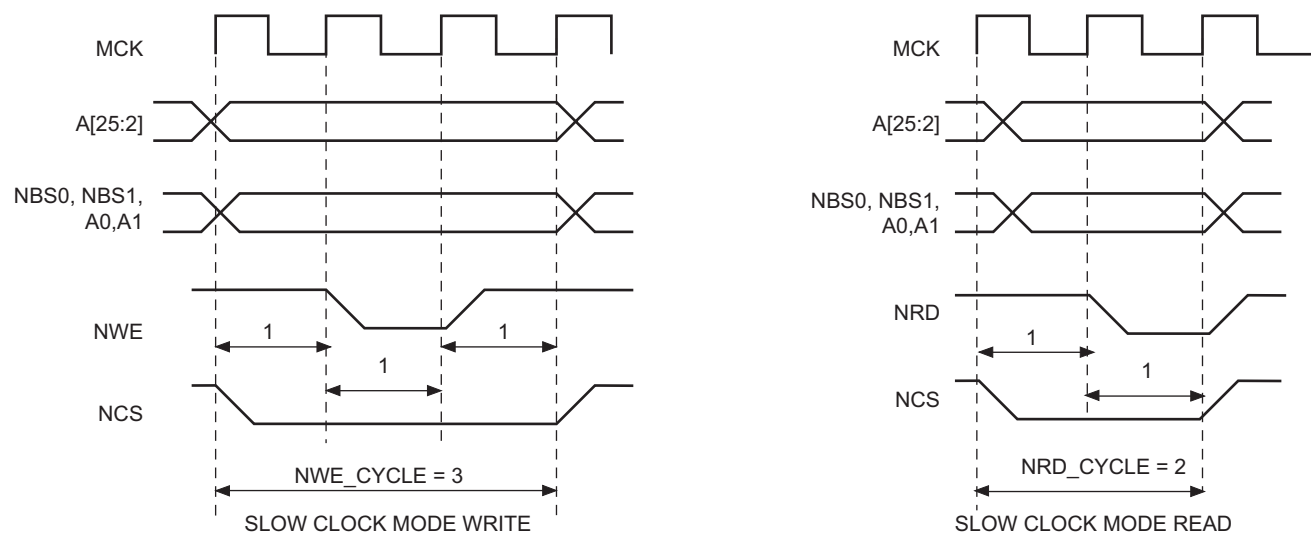 MCK
A[25:2]
NBS0, NBS1,
A0,A1
NWE
1
1
1
NCS
NWE_CYCLE = 3
SLOW CLOCK MODE WRITE
MCK
A[25:2]
NBS0, NBS1,
A0,A1
NRD
1
1
NCS
NRD_CYCLE = 2
SLOW CLOCK MODE READ